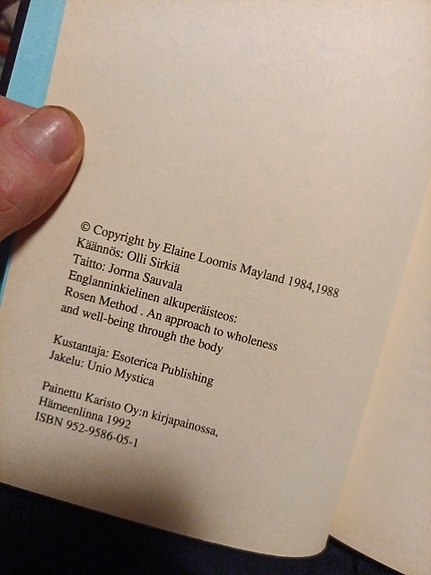 © Copyright by Elaine Loomis Mayland 1984,1988
Käännös: Olli Sirkiä
Taitto: Jorma Sauvala
Englanninkielinen alkuperäisteos:
Rosen Method . An approach to wholeness
and well-being through the body
Kustantaja: Esoterica Publishing
Jakelu: Unio Mystica
Painettu Karisto Oy:n kirjapainossa,
Hämeenlinna 1992
ISBN 952-9586-05-1